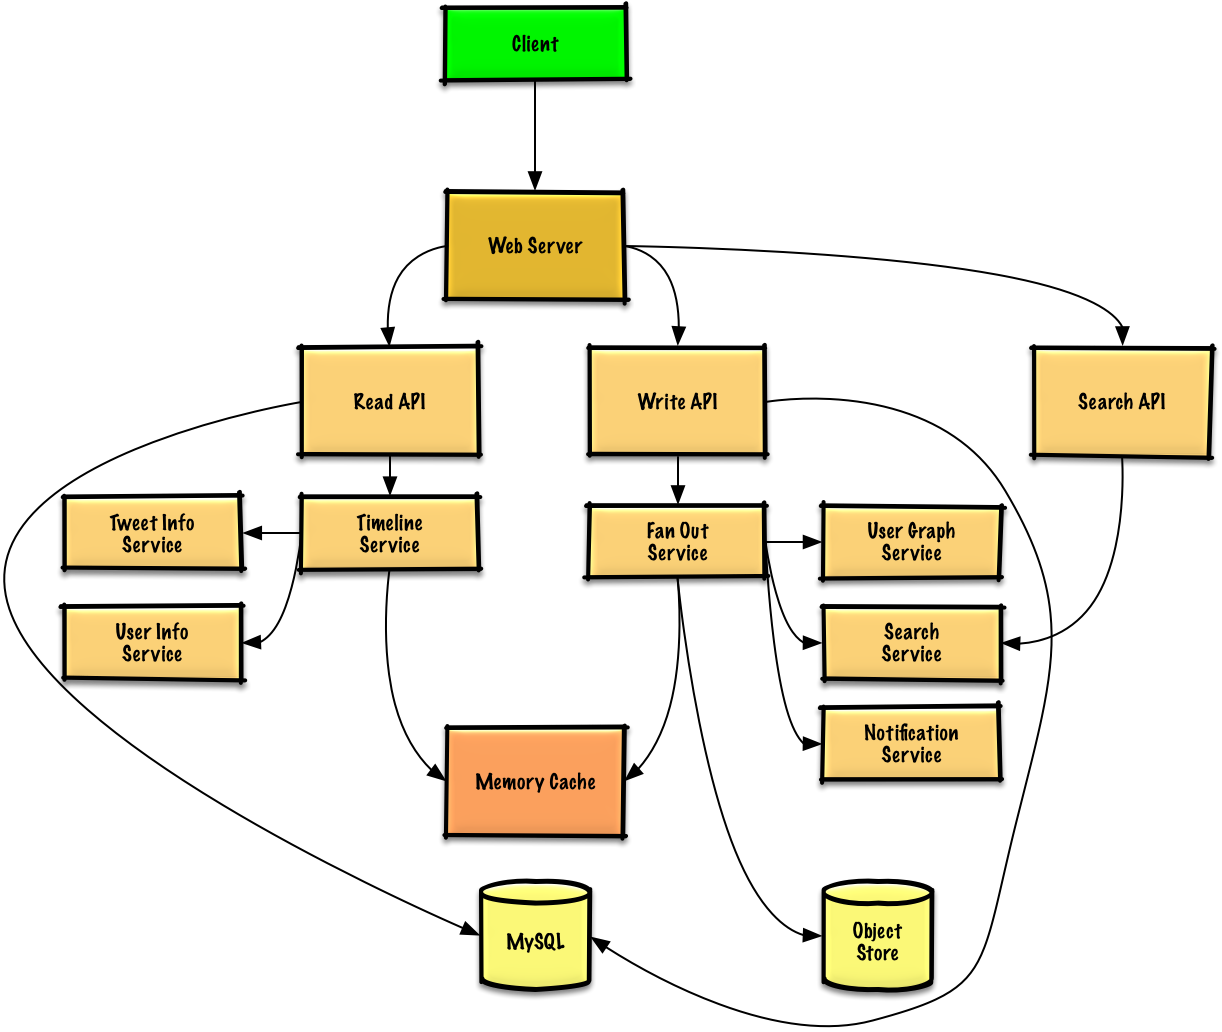 Client
Web Server
Read API
Write API
Search API
Tweet Info
Service
Timeline
Service
Fan Out
Service
User Graph
Service
User Info
Service
Search
Service
Notification
Service
Memory Cache
MySQL
Object
Store